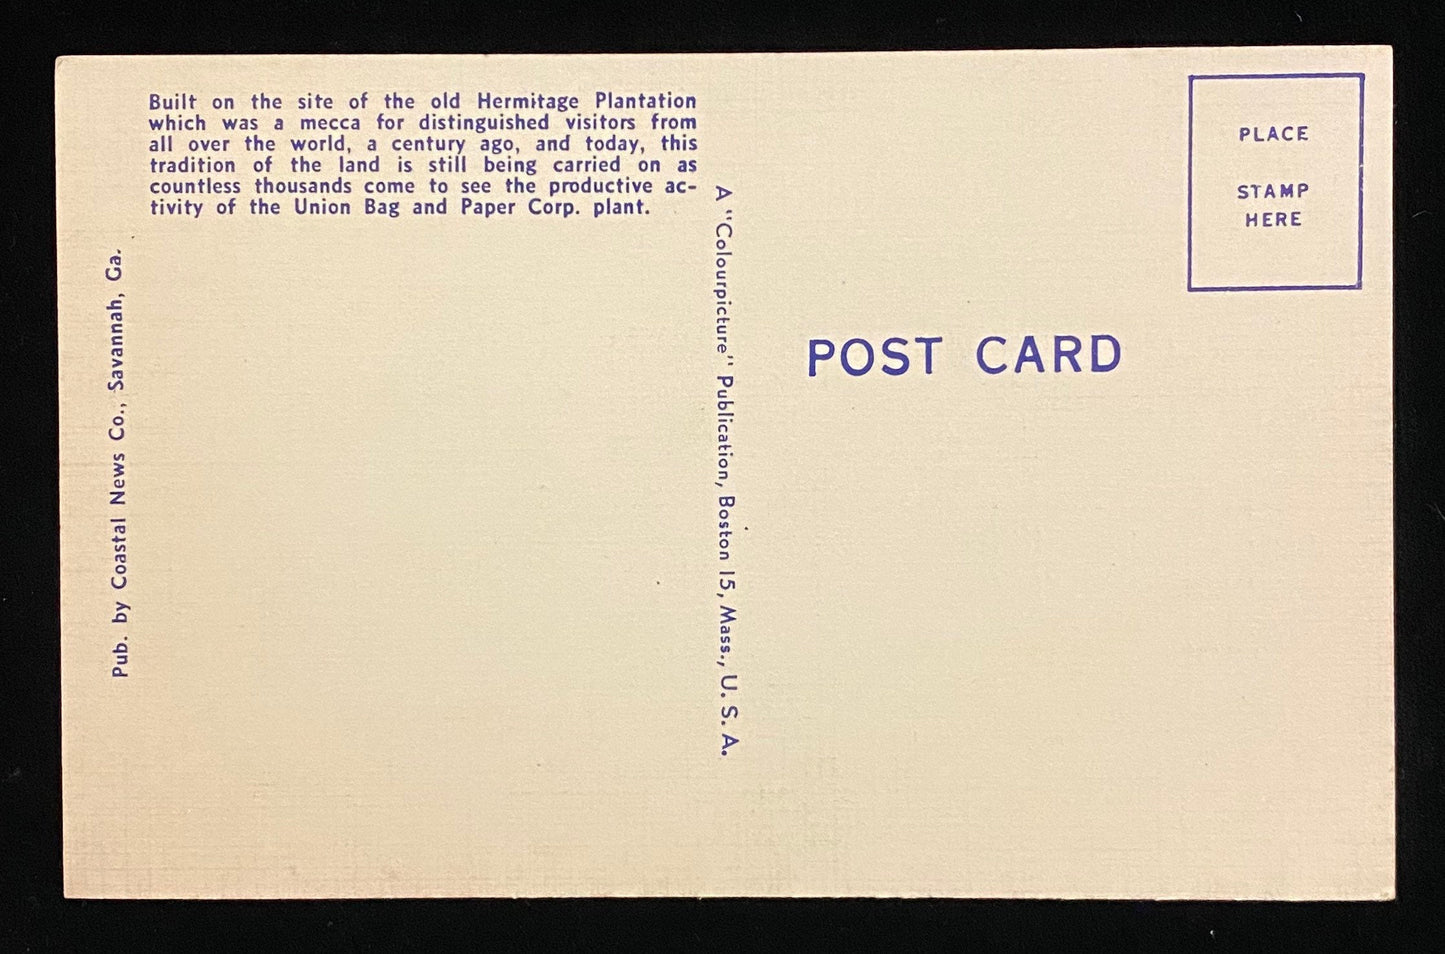 Built on the site of the old Hermitage Plantation
which was a mecca for distinguished visitors from
all over the world, a century ago, and today, this
tradition of the land is still being carried on as
countless thousands come to see the productive ac-
tivity of the Union Bag and Paper Corp. plant.
Pub. by Coastal News Co., Savannah, Ga.
A "Colourpicture" Publication, Boston 15, Mass., U. S. A.
POST CARD
PLACE
STAMP
HERE